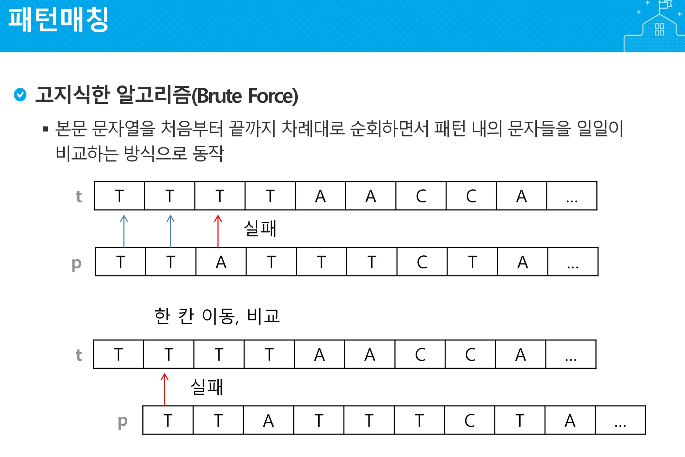 패턴매칭
고지식한 알고리즘(Brute Force)
본문 문자열을 처음부터 끝까지 차례대로 순회하면서 패턴 내의 문자들을 일일이
비교하는 방식으로 동작
t T T T T A A C C A ...
실패
p T T A T T T C T A ...
한 칸 이동, 비교
t T T T T A A C C A ...
실패
p T T A T T T C T A ...